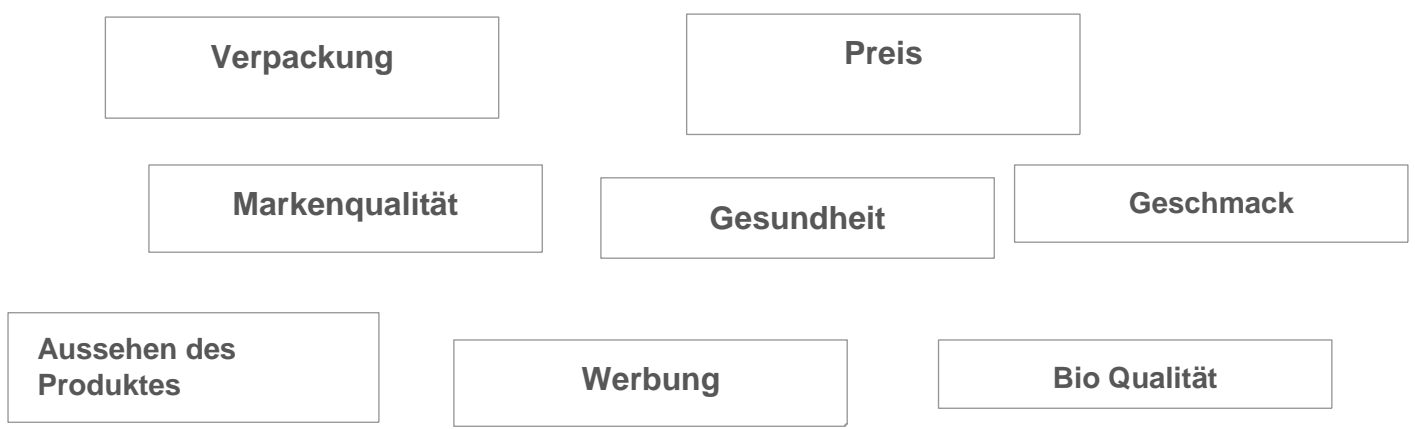 Verpackung
Preis
Markenqualität
Gesundheit
Geschmack
Aussehen des
Produktes
Werbung
Bio Qualität